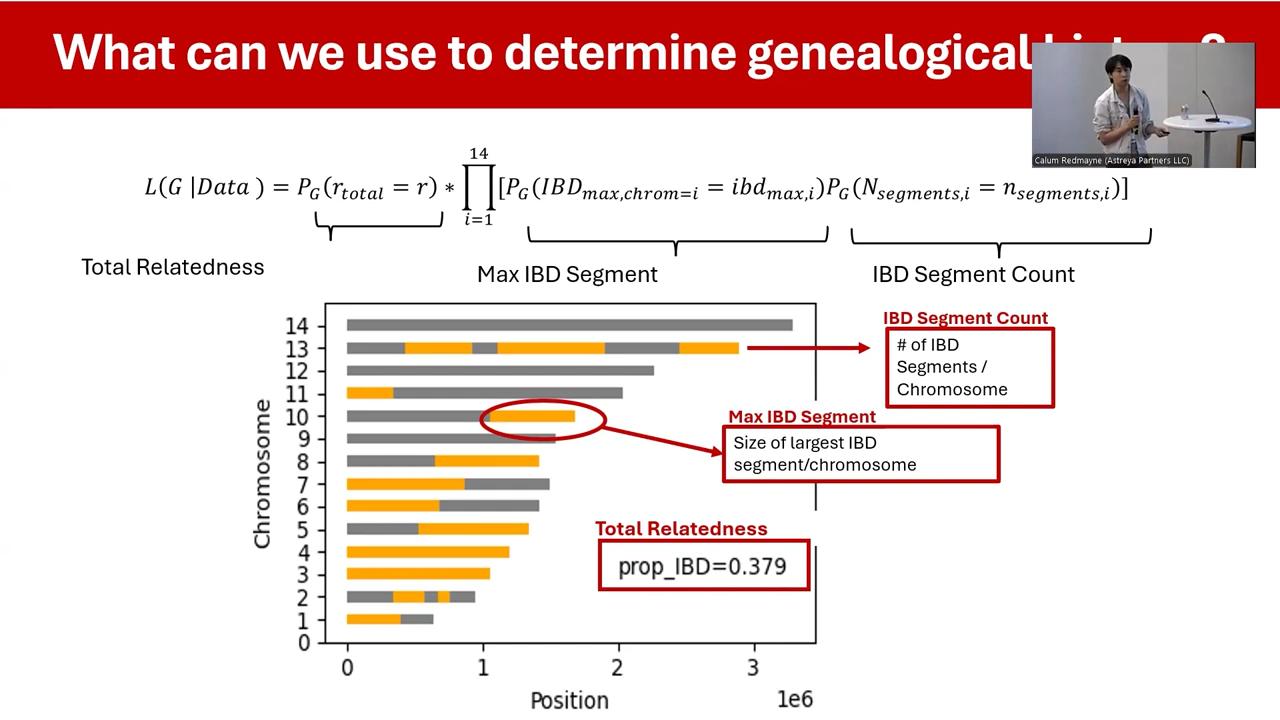 What can we use to determine genealogical
Calum Redmayne (Astreya Partners LLC)
14
L(G |Data ) = P_G(r_total = r) * ∏ [P_G(IBD_max,chrom=i = ibd_max,i)P_G(N_segments,i = n_segments,i)]
i=1
Total Relatedness
Max IBD Segment
IBD Segment Count
14
13
12
11
10
9
8
7
6
5
4
3
2
1
0
Chromosome
0 1 2 3
1e6
Position
IBD Segment Count
# of IBD
Segments /
Chromosome
Max IBD Segment
Size of largest IBD
segment/chromosome
Total Relatedness
prop_IBD=0.379